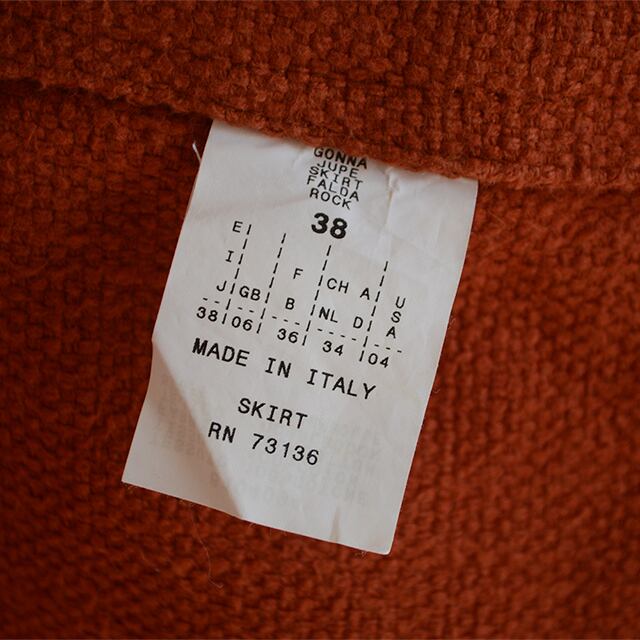 GONNA
JUPE
SKIRT
FALDA
ROCK
38
E
I F CH A U
J GB B NL D S
A
38 06 36 34 04
MADE IN ITALY
SKIRT
RN 73136